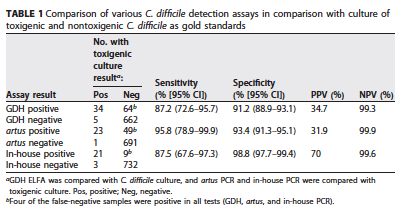 TABLE 1 Comparison of various C. difficile detection assays in comparison with culture of
toxigenic and nontoxigenic C. difficile as gold standards
No. with
toxigenic
culture
resultᵃ:
Sensitivity Specificity
Assay result Pos Neg (% [95% CI]) (% [95% CI]) PPV (%) NPV (%)
GDH positive 34 64ᵇ 87.2 (72.6–95.7) 91.2 (88.9–93.1) 34.7 99.3
GDH negative 5 662
artus positive 23 49ᵇ 95.8 (78.9–99.9) 93.4 (91.3–95.1) 31.9 99.9
artus negative 1 691
In-house positive 21 9ᵇ 87.5 (67.6–97.3) 98.8 (97.7–99.4) 70 99.6
In-house negative 3 732
ᵃGDH ELFA was compared with C. difficile culture, and artus PCR and in-house PCR were compared with
toxigenic culture. Pos, positive; Neg, negative.
ᵇFour of the false-negative samples were positive in all tests (GDH, artus, and in-house PCR).